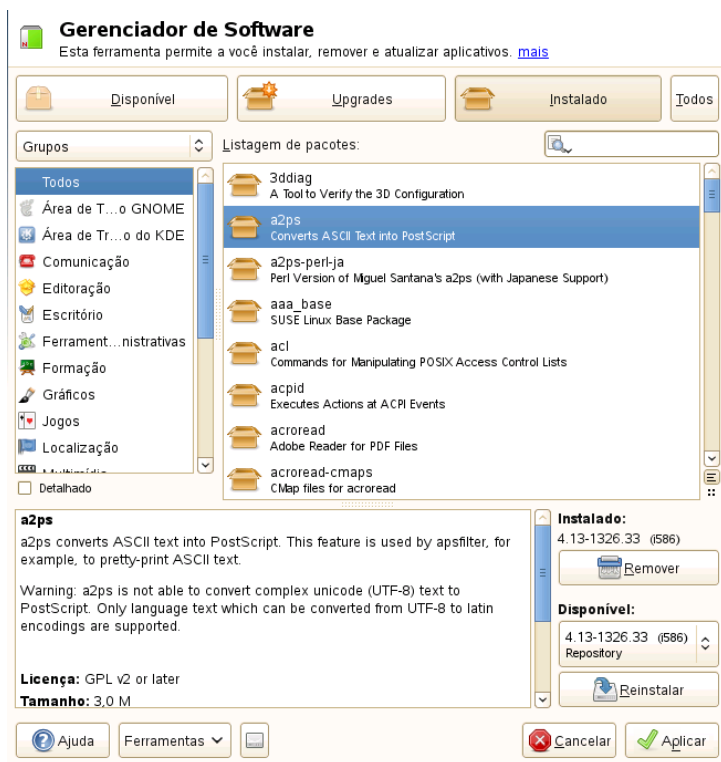 Gerenciador de Software
Esta ferramenta permite a você instalar, remover e atualizar aplicativos. mais
Disponível
Upgrades
Instalado
Todos
Grupos
Listagem de pacotes:
Todos
Área de T...o GNOME
Área de Tr...o do KDE
Comunicação
Editoração
Escritório
Ferrament...nistrativas
Formação
Gráficos
Jogos
Localização
Multimídia
Detalhado
3ddiag
A Tool to Verify the 3D Configuration
a2ps
Converts ASCII Text into PostScript
a2ps-perl-ja
Perl Version of Miguel Santana's a2ps (with Japanese Support)
aaa_base
SUSE Linux Base Package
acl
Commands for Manipulating POSIX Access Control Lists
acpid
Executes Actions at ACPI Events
acroread
Adobe Reader for PDF Files
acroread-cmaps
CMap files for acroread
a2ps
a2ps converts ASCII text into PostScript. This feature is used by apsfilter, for
example, to pretty-print ASCII text.
Warning: a2ps is not able to convert complex unicode (UTF-8) text to
PostScript. Only language text which can be converted from UTF-8 to latin
encodings are supported.
Licença: GPL v2 or later
Tamanho: 3,0 M
Instalado:
4.13-1326.33 (i586)
Remover
Disponível:
4.13-1326.33 (i586)
Repository
Reinstalar
Ajuda
Ferramentas
Cancelar
Aplicar